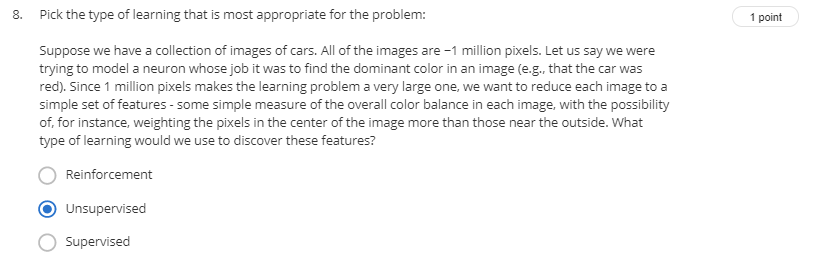 8. Pick the type of learning that is most appropriate for the problem:
1 point
Suppose we have a collection of images of cars. All of the images are ~1 million pixels. Let us say we were
trying to model a neuron whose job it was to find the dominant color in an image (e.g., that the car was
red). Since 1 million pixels makes the learning problem a very large one, we want to reduce each image to a
simple set of features - some simple measure of the overall color balance in each image, with the possibility
of, for instance, weighting the pixels in the center of the image more than those near the outside. What
type of learning would we use to discover these features?
Reinforcement
Unsupervised
Supervised